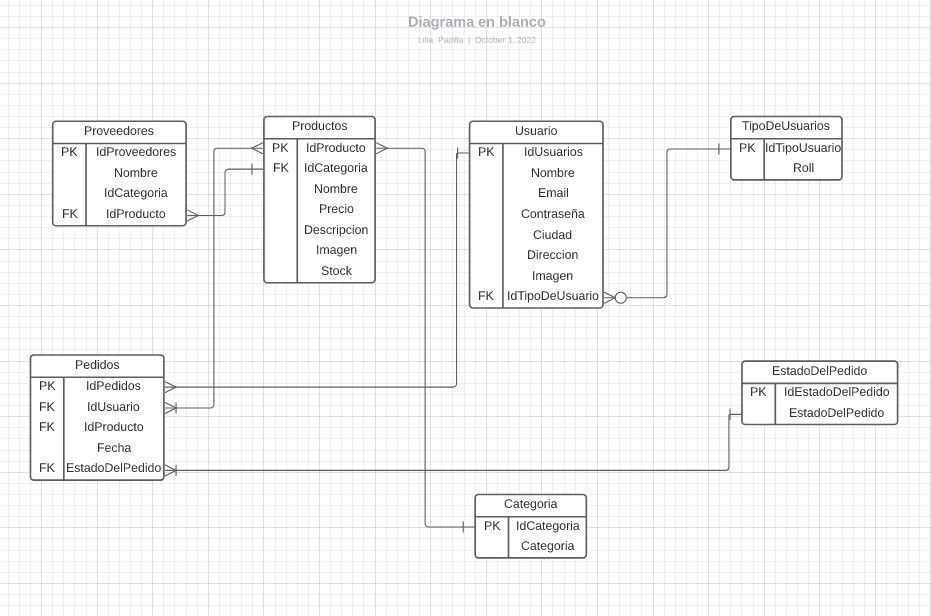 Diagrama en blanco
Lilia Padilla | October 1, 2022
Proveedores
PK IdProveedores
Nombre
IdCategoria
FK IdProducto
Productos
PK IdProducto
FK IdCategoria
Nombre
Precio
Descripcion
Imagen
Stock
Usuario
PK IdUsuarios
Nombre
Email
Contraseña
Ciudad
Direccion
Imagen
FK IdTipoDeUsuario
TipoDeUsuarios
PK IdTipoUsuario
Roll
Pedidos
PK IdPedidos
FK IdUsuario
FK IdProducto
Fecha
FK EstadoDelPedido
EstadoDelPedido
PK IdEstadoDelPedido
EstadoDelPedido
Categoria
PK IdCategoria
Categoria